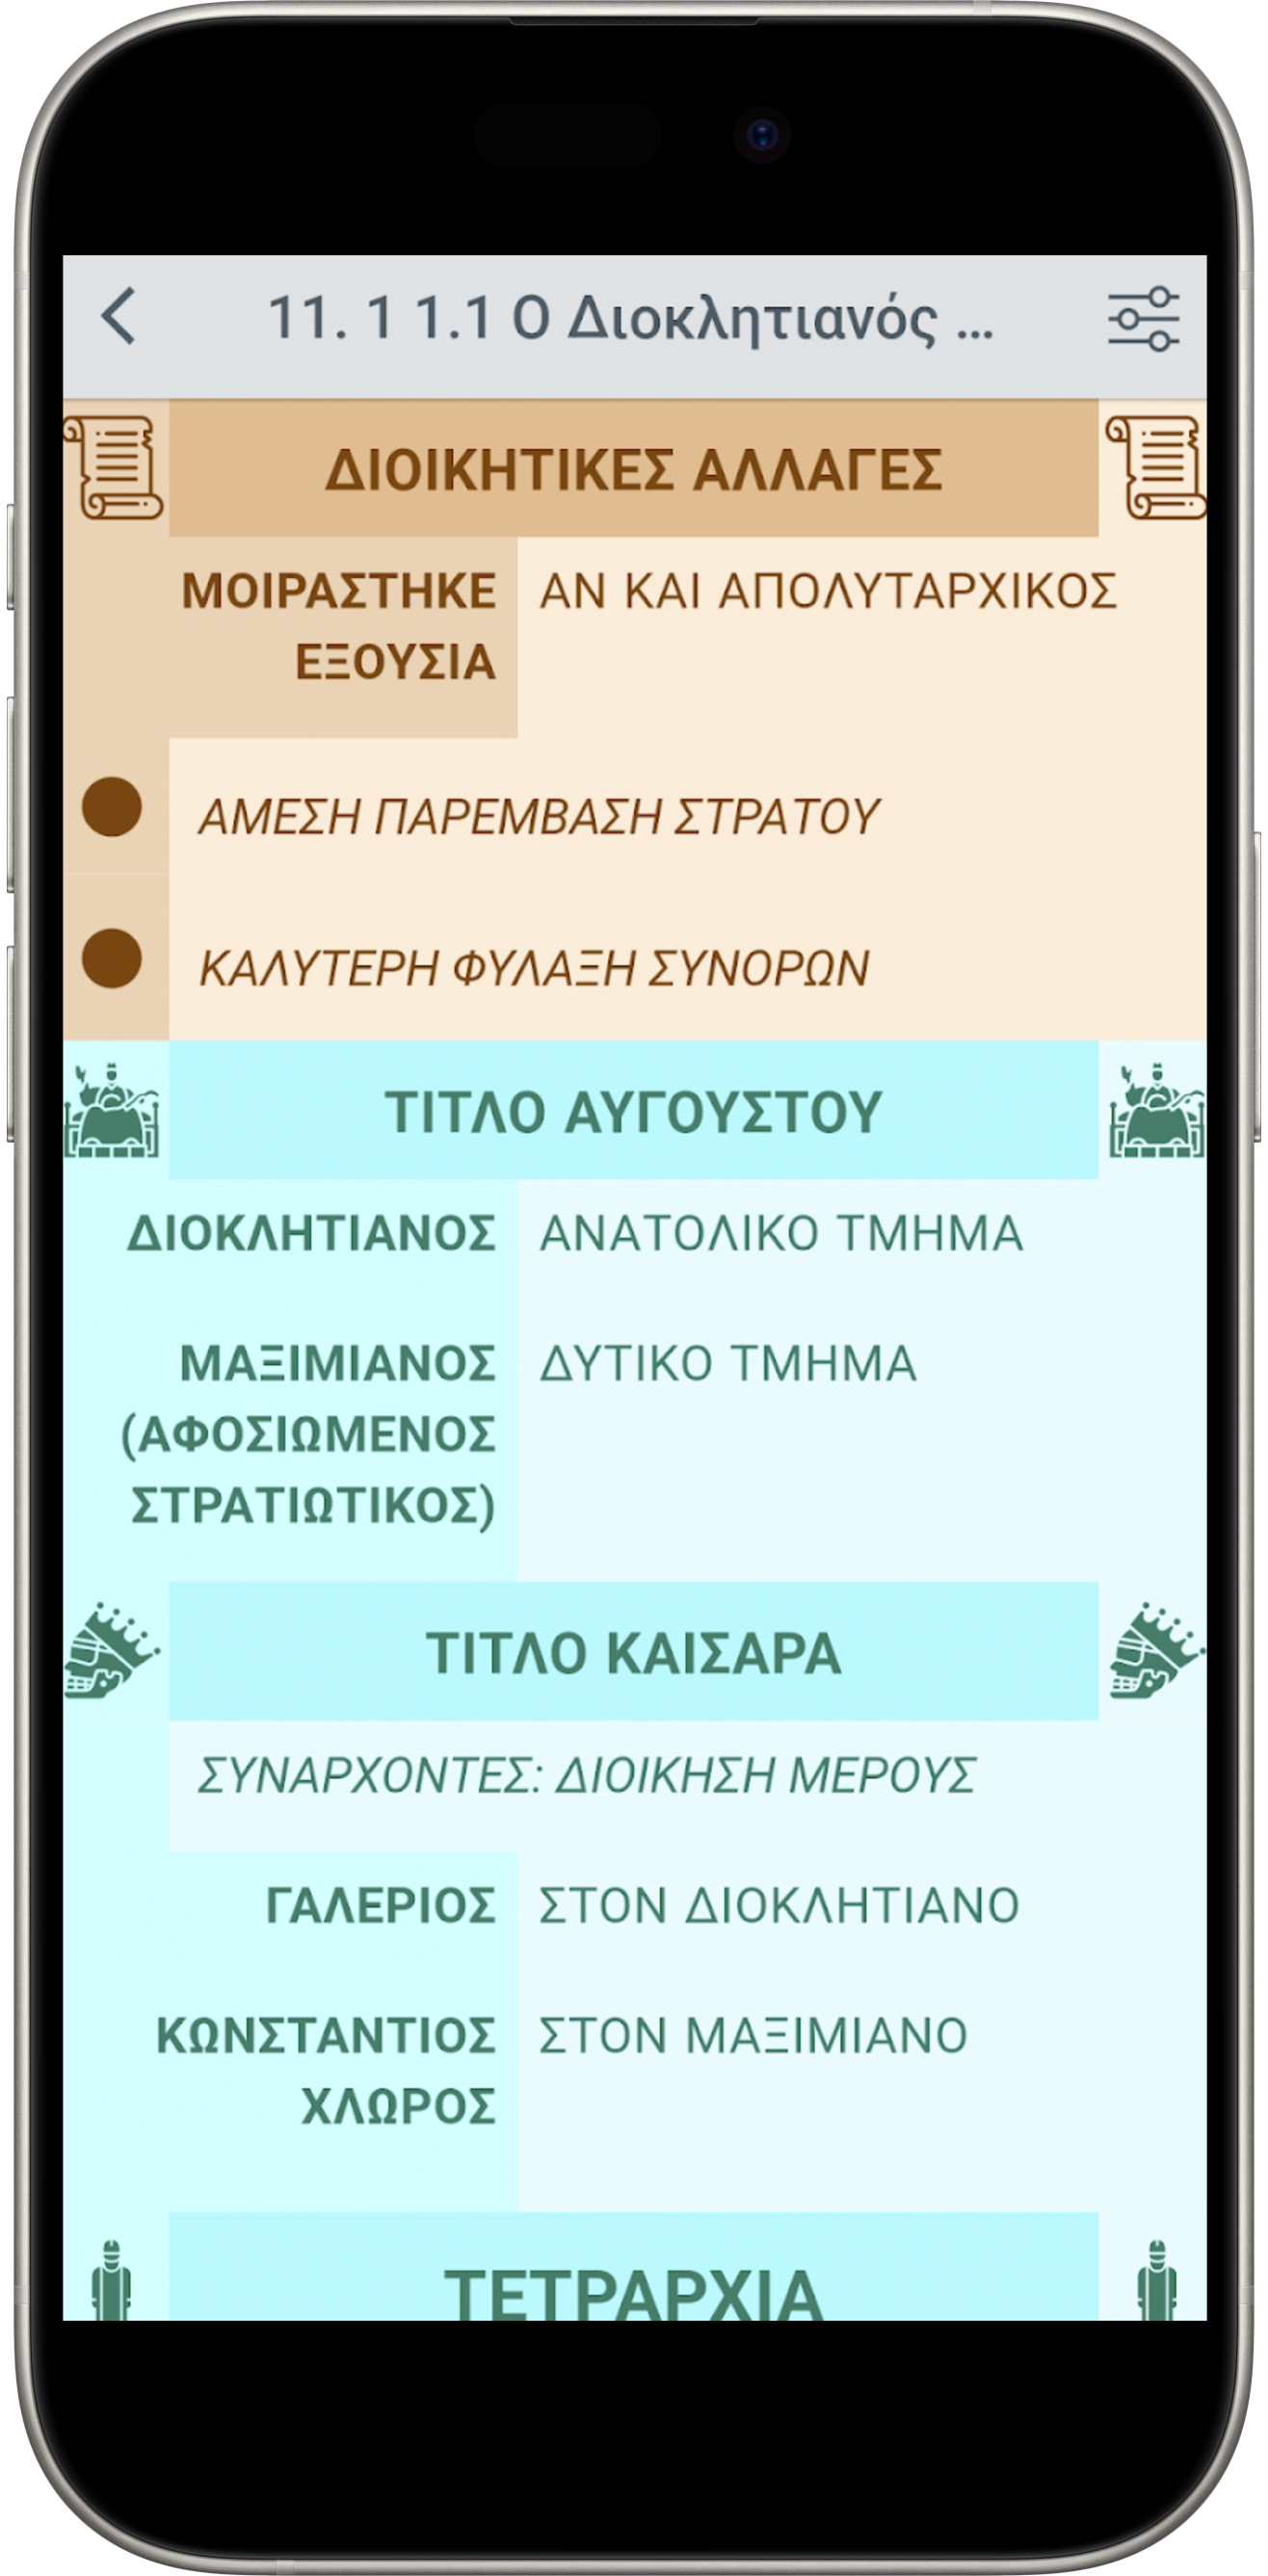 11. 1 1.1 Ο Διοκλητιανός ...
ΔΙΟΙΚΗΤΙΚΕΣ ΑΛΛΑΓΕΣ
ΜΟΙΡΑΣΤΗΚΕ ΑΝ ΚΑΙ ΑΠΟΛΥΤΑΡΧΙΚΟΣ
ΕΞΟΥΣΙΑ
ΑΜΕΣΗ ΠΑΡΕΜΒΑΣΗ ΣΤΡΑΤΟΥ
ΚΑΛΥΤΕΡΗ ΦΥΛΑΞΗ ΣΥΝΟΡΩΝ
ΤΙΤΛΟ ΑΥΓΟΥΣΤΟΥ
ΔΙΟΚΛΗΤΙΑΝΟΣ ΑΝΑΤΟΛΙΚΟ ΤΜΗΜΑ
ΜΑΞΙΜΙΑΝΟΣ ΔΥΤΙΚΟ ΤΜΗΜΑ
(ΑΦΟΣΙΩΜΕΝΟΣ
ΣΤΡΑΤΙΩΤΙΚΟΣ)
ΤΙΤΛΟ ΚΑΙΣΑΡΑ
ΣΥΝΑΡΧΟΝΤΕΣ: ΔΙΟΙΚΗΣΗ ΜΕΡΟΥΣ
ΓΑΛΕΡΙΟΣ ΣΤΟΝ ΔΙΟΚΛΗΤΙΑΝΟ
ΚΩΝΣΤΑΝΤΙΟΣ ΣΤΟΝ ΜΑΞΙΜΙΑΝΟ
ΧΛΩΡΟΣ
ΤΕΤΡΑΡΧΙΑ